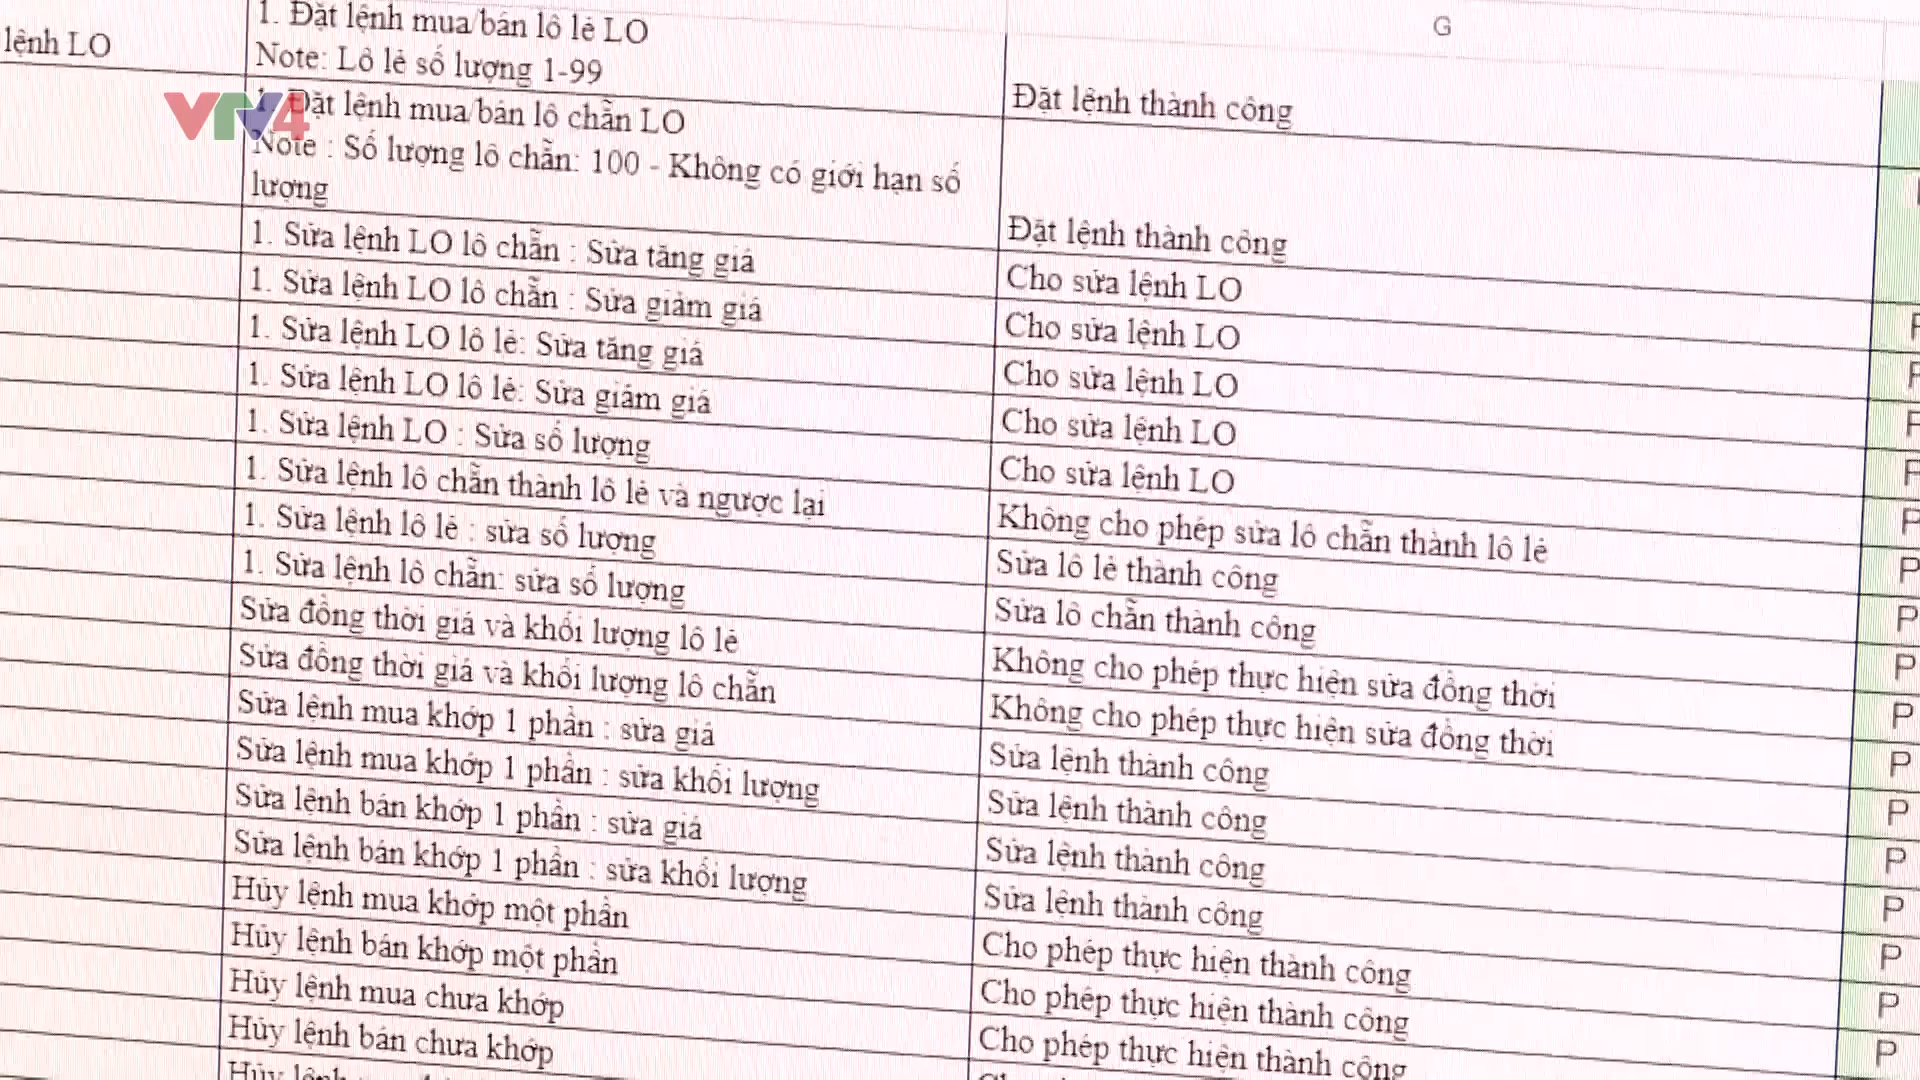 G
lệnh LO
1. Đặt lệnh mua/bán lô lẻ LO
Note: Lô lẻ số lượng 1-99
Đặt lệnh thành công
VTV4
1. Đặt lệnh mua/bán lô chẵn LO
Note : Số lượng lô chẵn: 100 - Không có giới hạn số
lượng
Đặt lệnh thành công
1. Sửa lệnh LO lô chẵn : Sửa tăng giá
Cho sửa lệnh LO
1. Sửa lệnh LO lô chẵn : Sửa giảm giá
Cho sửa lệnh LO
P
1. Sửa lệnh LO lô lẻ: Sửa tăng giá
Cho sửa lệnh LO
P
1. Sửa lệnh LO lô lẻ: Sửa giảm giá
Cho sửa lệnh LO
P
1. Sửa lệnh LO : Sửa số lượng
Cho sửa lệnh LO
P
1. Sửa lệnh lô chẵn thành lô lẻ và ngược lại
Không cho phép sửa lô chẵn thành lô lẻ
P
1. Sửa lệnh lô lẻ : sửa số lượng
Sửa lô lẻ thành công
P
1. Sửa lệnh lô chẵn: sửa số lượng
Sửa lô chẵn thành công
P
Sửa đồng thời giá và khối lượng lô lẻ
Không cho phép thực hiện sửa đồng thời
P
Sửa đồng thời giá và khối lượng lô chẵn
Không cho phép thực hiện sửa đồng thời
P
Sửa lệnh mua khớp 1 phần : sửa giá
Sửa lệnh thành công
P
Sửa lệnh mua khớp 1 phần : sửa khối lượng
Sửa lệnh thành công
P
Sửa lệnh bán khớp 1 phần : sửa giá
Sửa lệnh thành công
P
Sửa lệnh bán khớp 1 phần : sửa khối lượng
Sửa lệnh thành công
P
Hủy lệnh mua khớp một phần
Cho phép thực hiện thành công
P
Hủy lệnh bán khớp một phần
Cho phép thực hiện thành công
P
Hủy lệnh mua chưa khớp
Cho phép thực hiện thành công
P
Hủy lệnh bán chưa khớp
Hủy lệnh